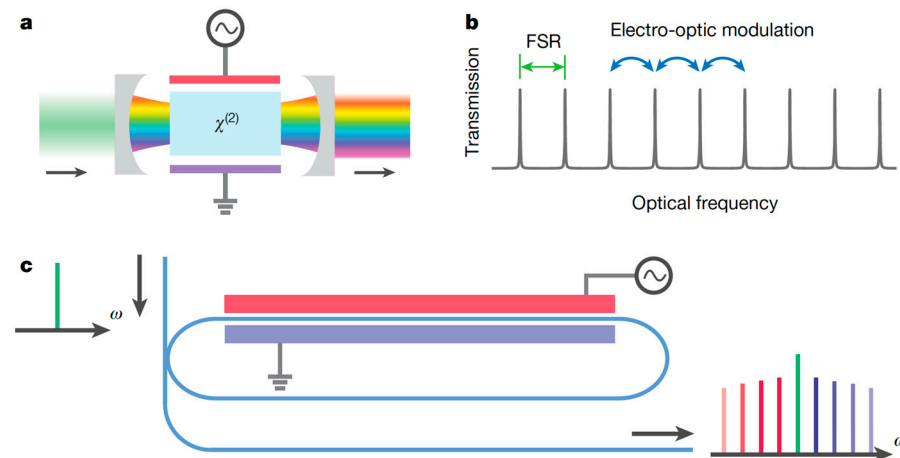 a
χ(2)
b
Transmission
FSR
Electro-optic modulation
Optical frequency
c
ω